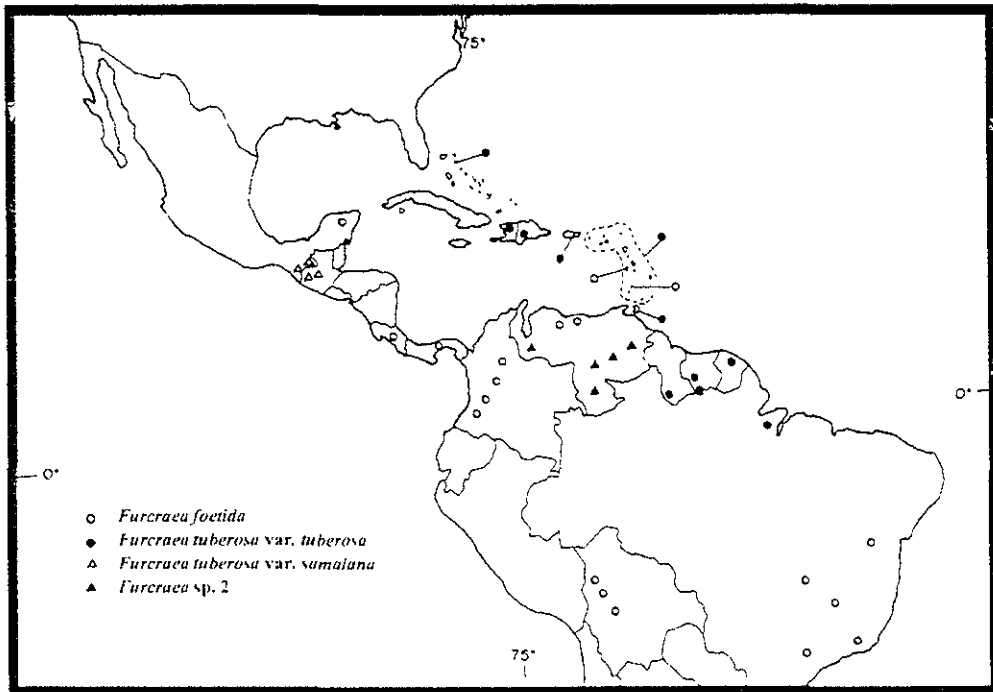 75°
0°
0°
Furcraea foetida
Furcraea tuberosa var. tuberosa
Furcraea tuberosa var. samalana
Furcraea sp. 2
75°